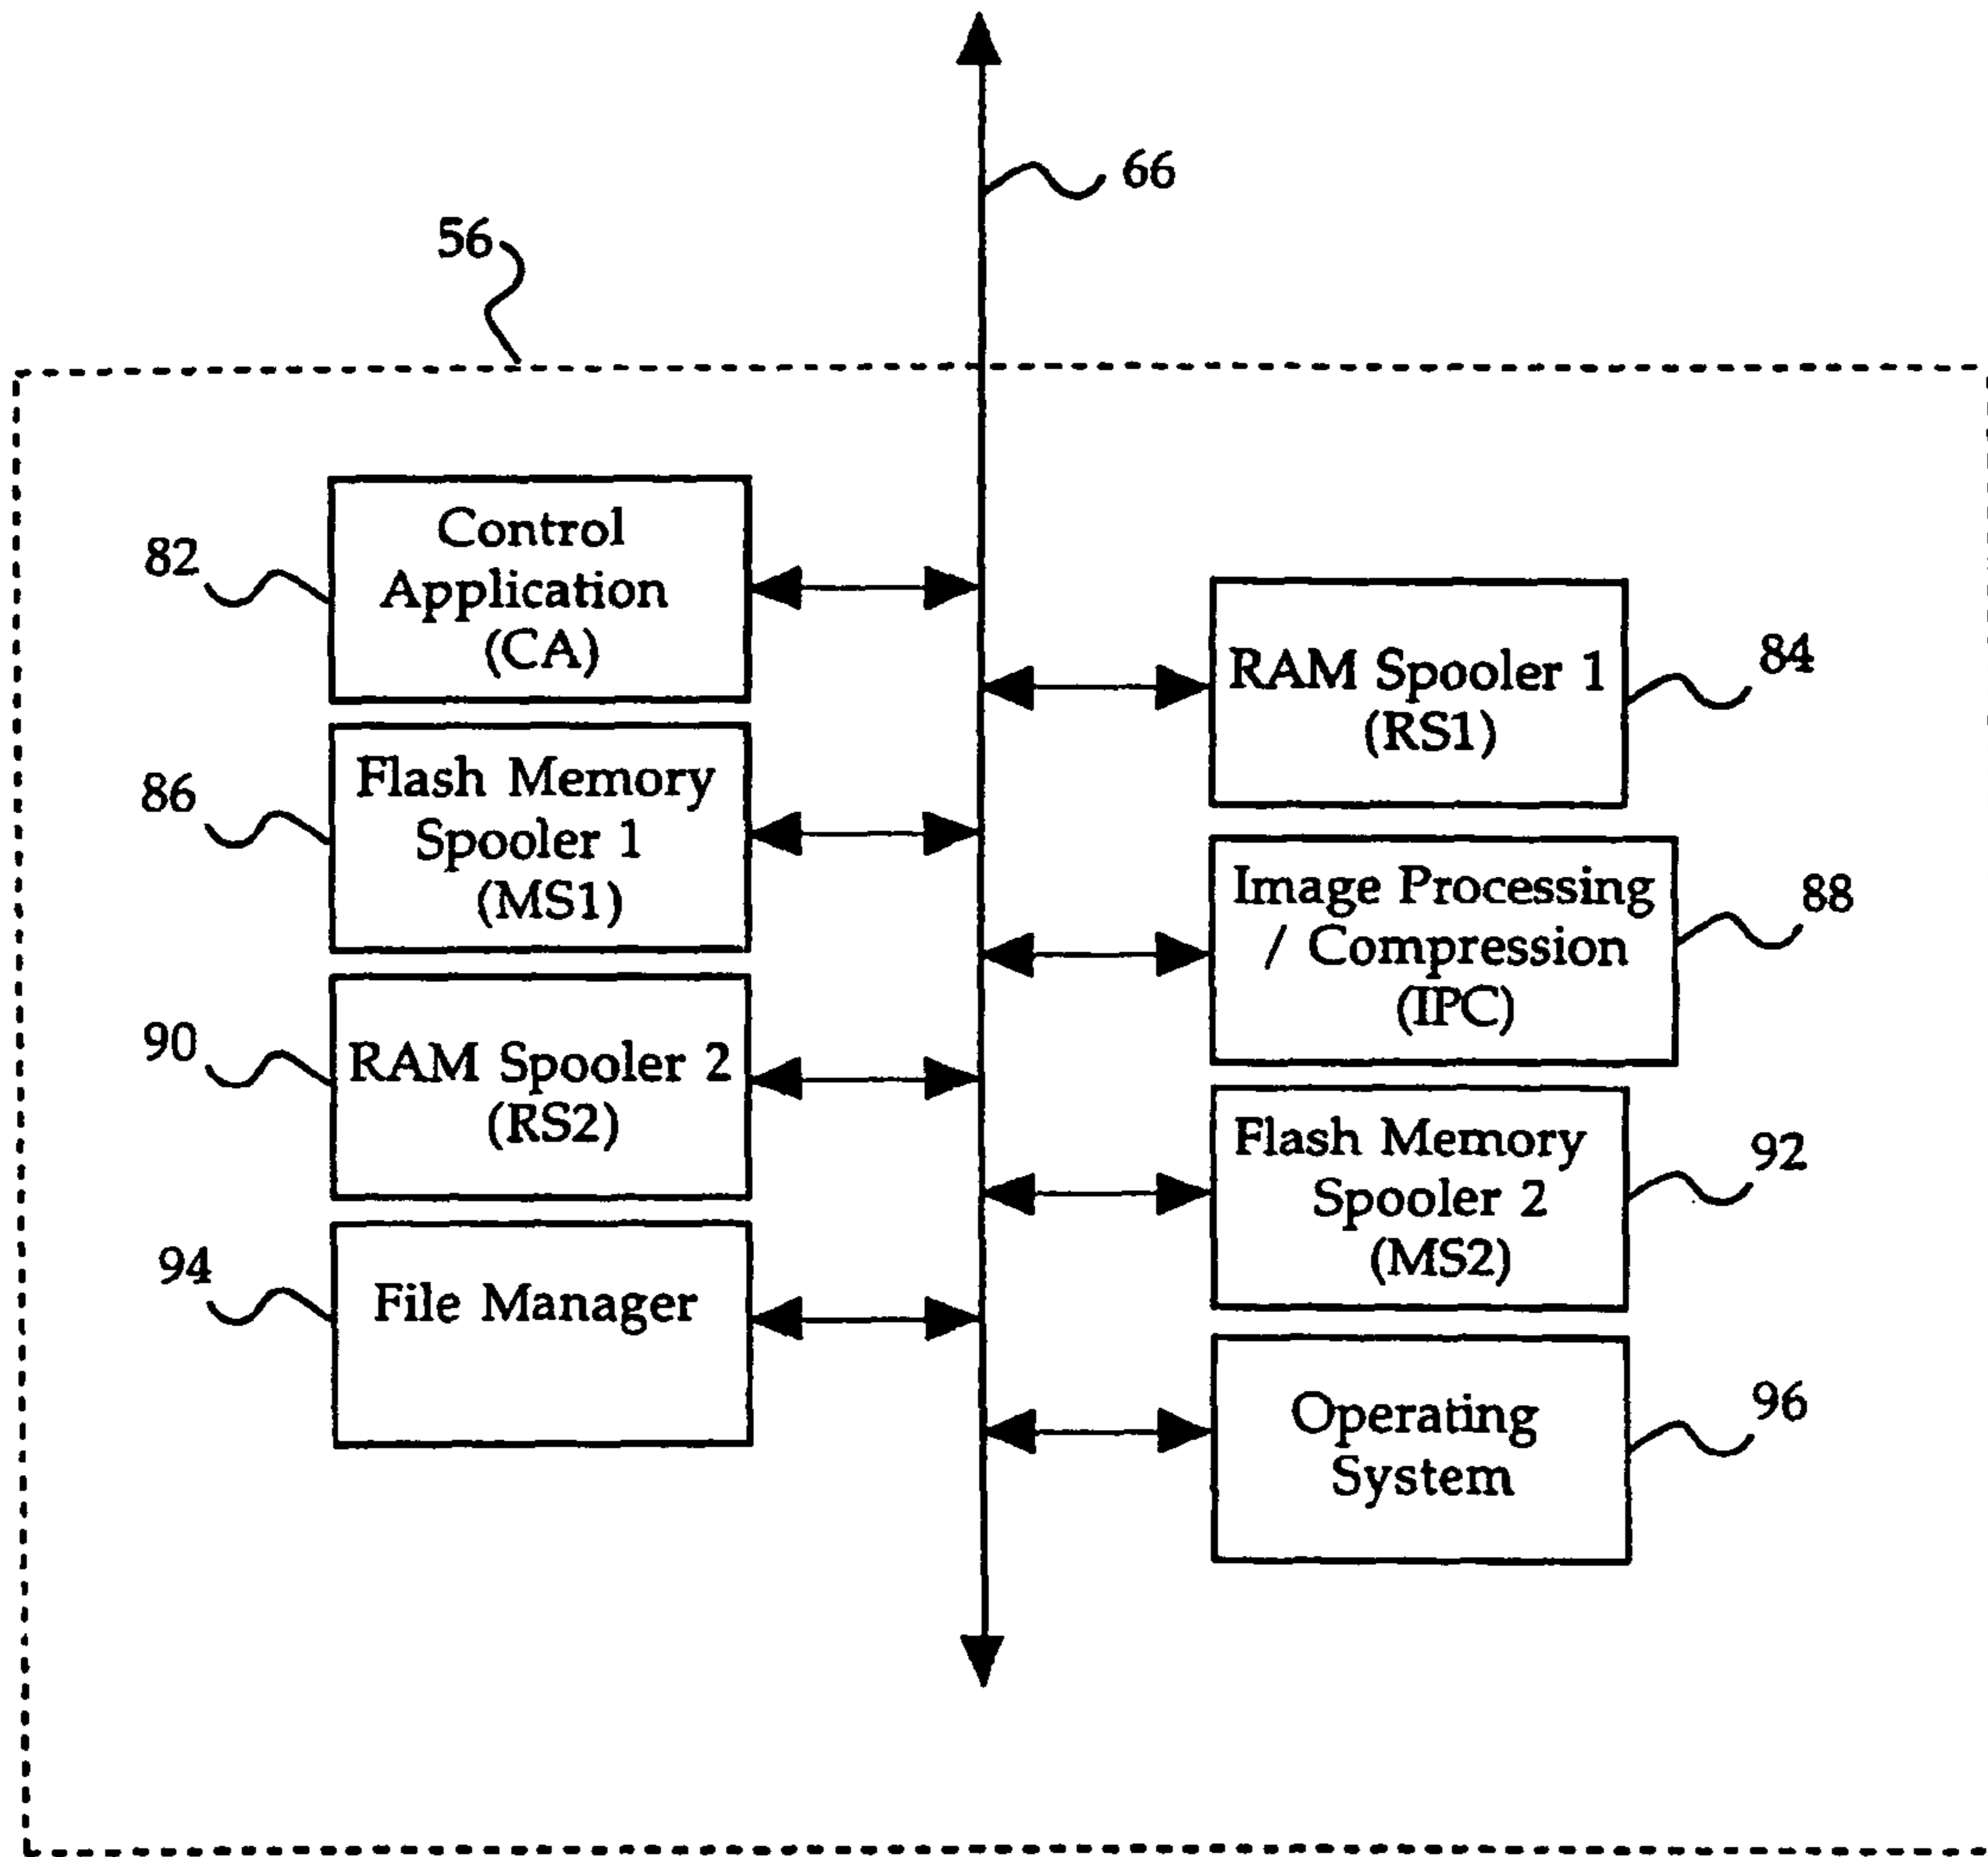 66
56
82
Control
Application
(CA)
RAM Spooler 1
(RS1)
84
86
Flash Memory
Spooler 1
(MS1)
Image Processing
/ Compression
(IPC)
88
90
RAM Spooler 2
(RS2)
Flash Memory
Spooler 2
(MS2)
92
94
File Manager
Operating
System
96